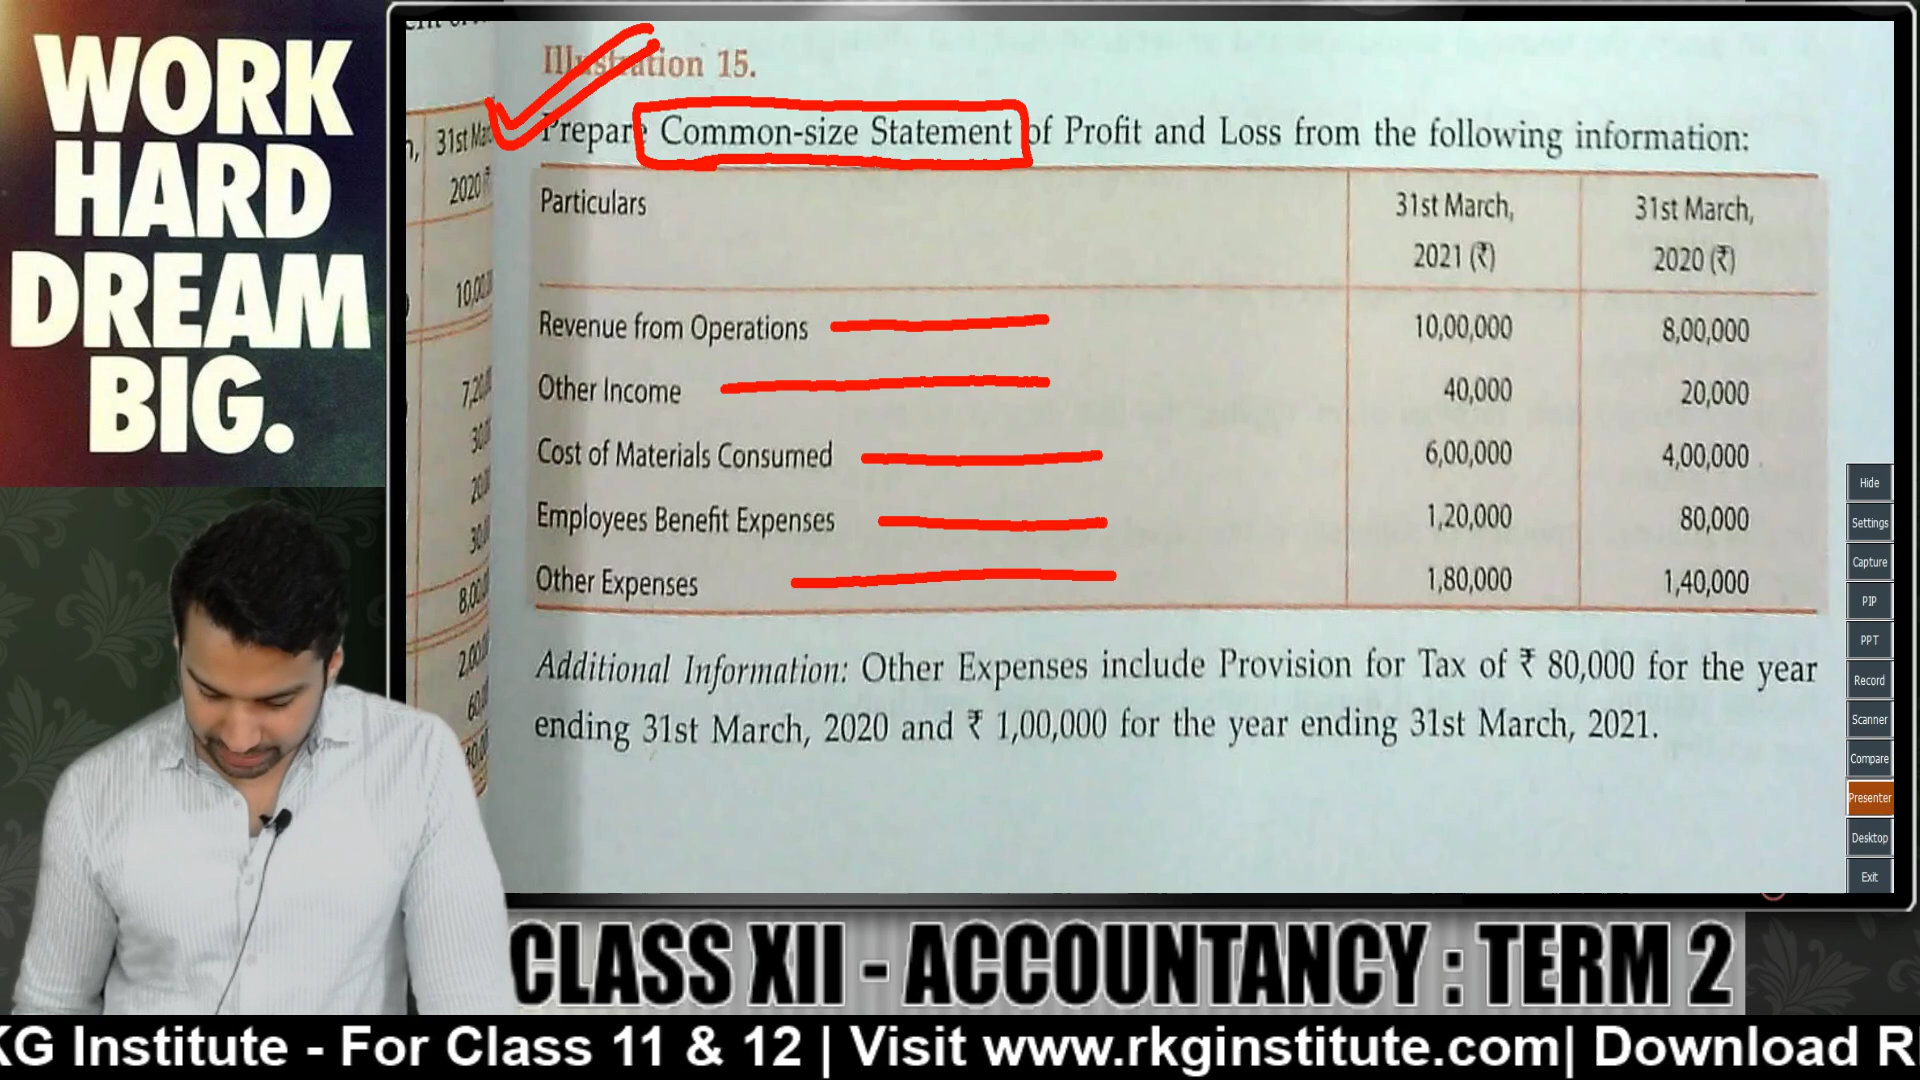 WORK
HARD
DREAM
BIG.
31st Mar
2020
Illustration 15.
Prepare Common-size Statement of Profit and Loss from the following information:
Particulars 31st March, 31st March,
2021 (₹) 2020 (₹)
Revenue from Operations 10,00,000 8,00,000
Other Income 40,000 20,000
Cost of Materials Consumed 6,00,000 4,00,000
Employees Benefit Expenses 1,20,000 80,000
Other Expenses 1,80,000 1,40,000
Additional Information: Other Expenses include Provision for Tax of ₹ 80,000 for the year
ending 31st March, 2020 and ₹ 1,00,000 for the year ending 31st March, 2021.
Hide
Settings
Capture
PIP
PPT
Record
Scanner
Compare
Presenter
Desktop
Exit
CLASS XII - ACCOUNTANCY : TERM 2
KG Institute - For Class 11 & 12 | Visit www.rkginstitute.com| Download R